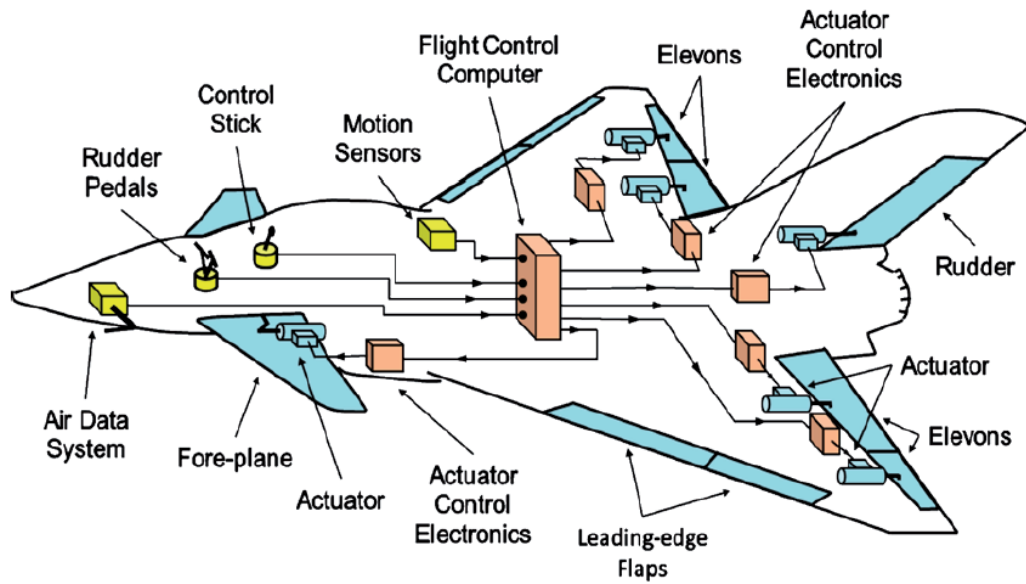 Flight Control
Computer
Elevons
Actuator
Control
Electronics
Control
Stick
Motion
Sensors
Rudder
Pedals
Rudder
Air Data
System
Fore-plane
Actuator
Actuator
Control
Electronics
Leading-edge
Flaps
Actuator
Elevons